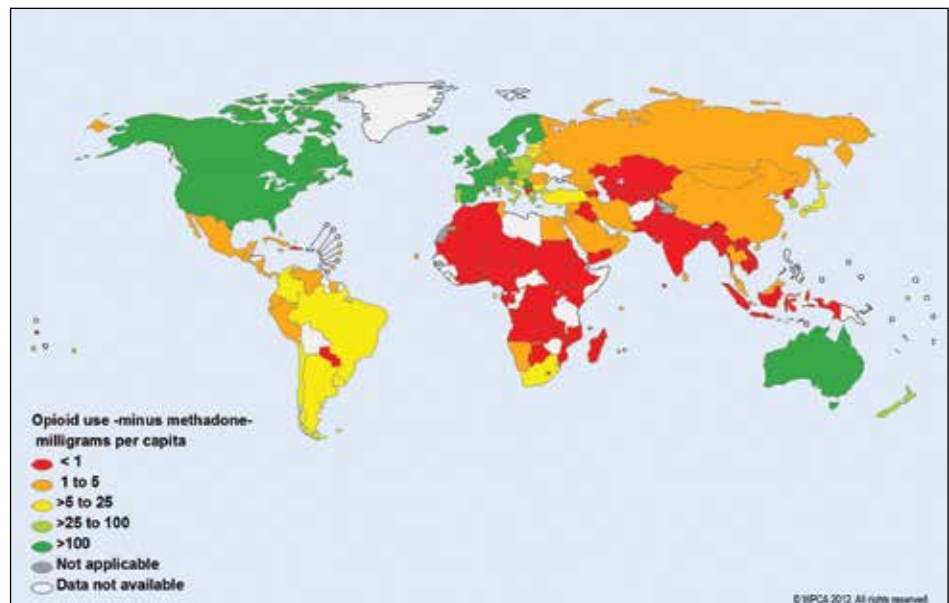 Opioid use -minus methadone-
milligrams per capita
< 1
1 to 5
>5 to 25
>25 to 100
>100
Not applicable
Data not available
© WPCA 2012. All rights reserved.